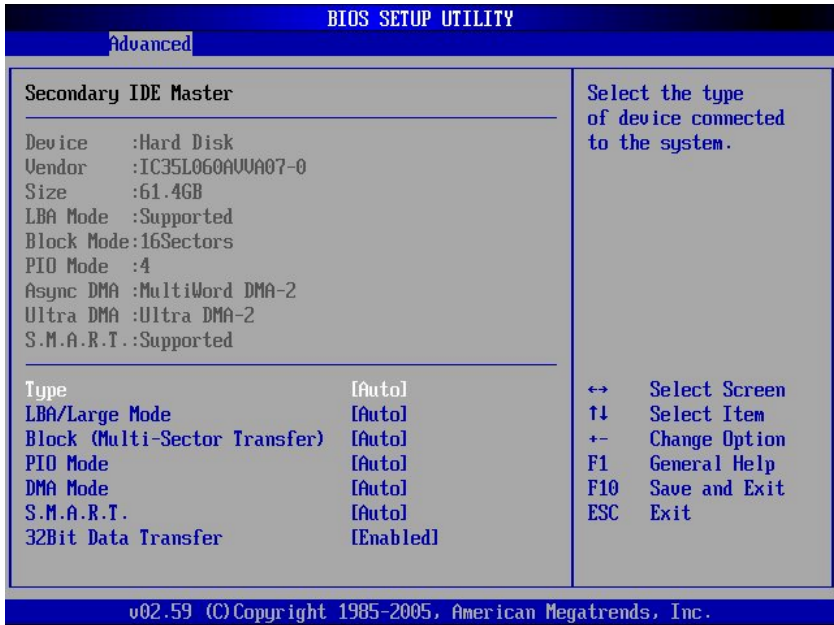 BIOS SETUP UTILITY
Advanced
Secondary IDE Master
Device :Hard Disk
Vendor :IC35L060AVVA07-0
Size :61.4GB
LBA Mode :Supported
Block Mode:16Sectors
PIO Mode :4
Async DMA :MultiWord DMA-2
Ultra DMA :Ultra DMA-2
S.M.A.R.T.:Supported
Type [Auto]
LBA/Large Mode [Auto]
Block (Multi-Sector Transfer) [Auto]
PIO Mode [Auto]
DMA Mode [Auto]
S.M.A.R.T. [Auto]
32Bit Data Transfer [Enabled]
Select the type
of device connected
to the system.
↔ Select Screen
↑↓ Select Item
+- Change Option
F1 General Help
F10 Save and Exit
ESC Exit
v02.59 (C)Copyright 1985-2005, American Megatrends, Inc.